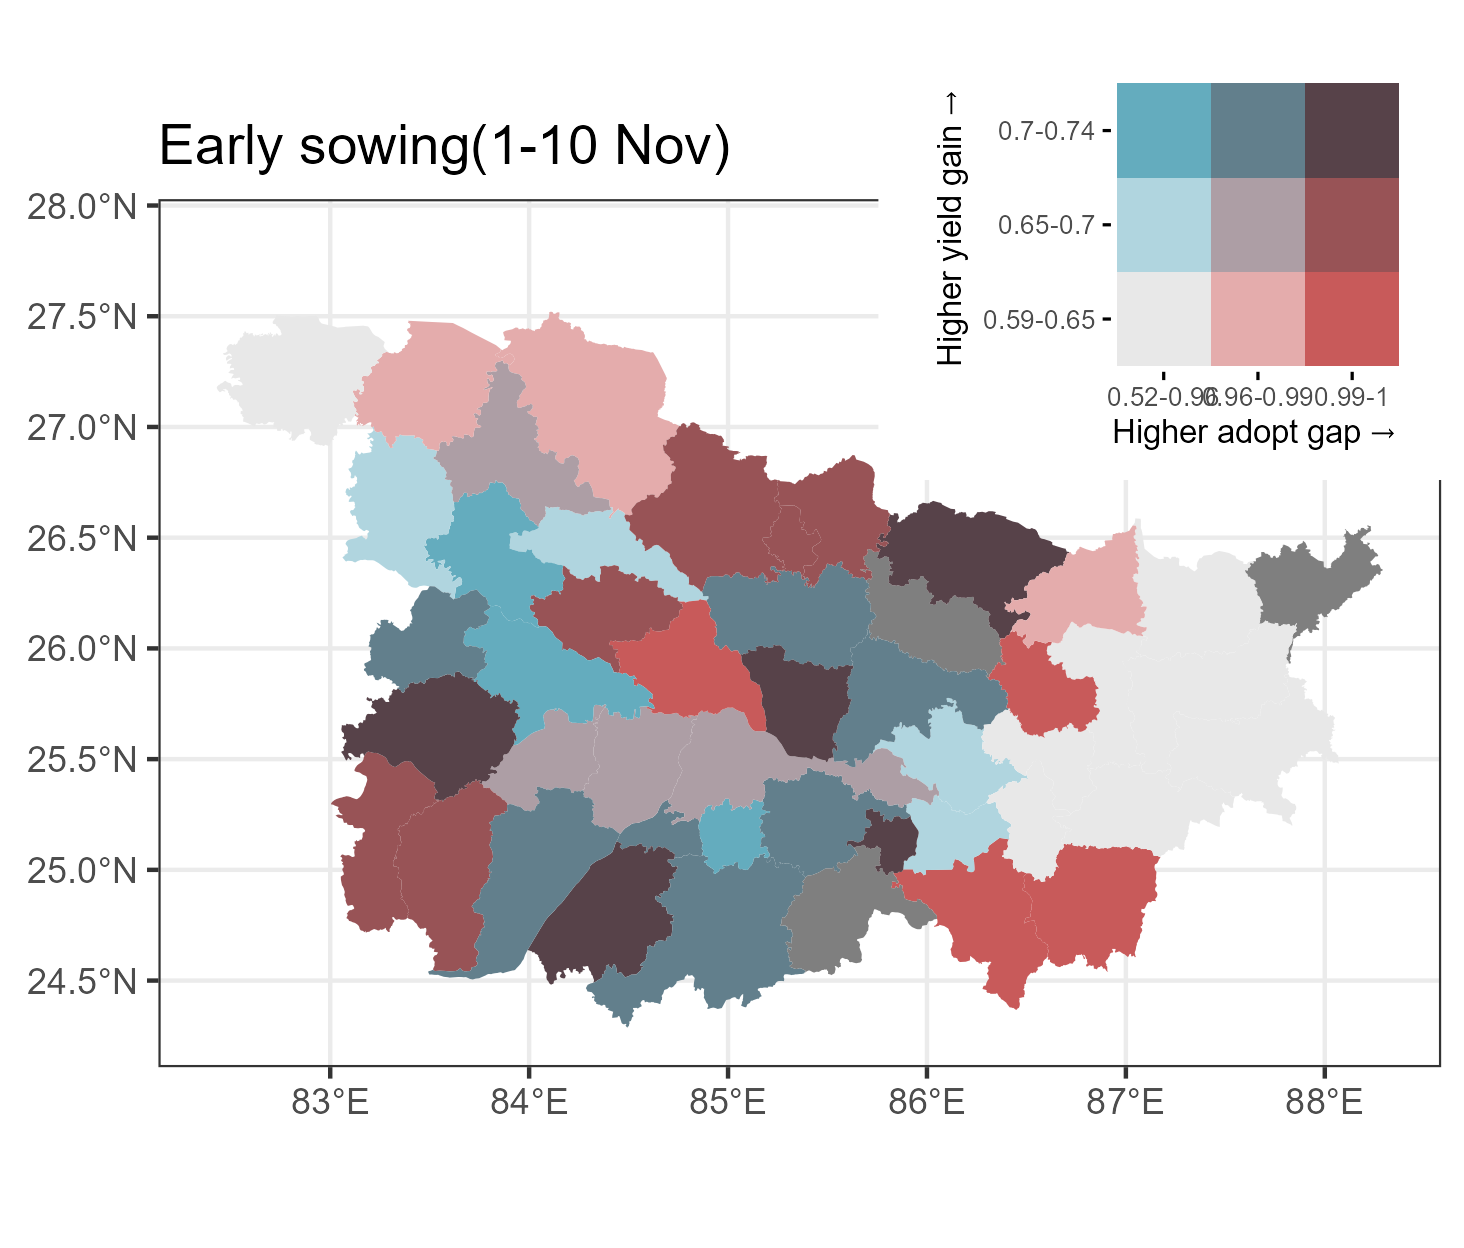 Early sowing(1-10 Nov)
Higher yield gain →
0.7-0.74
0.65-0.7
0.59-0.65
0.52-0.96
0.96-0.99
0.99-1
Higher adopt gap →
28.0°N
27.5°N
27.0°N
26.5°N
26.0°N
25.5°N
25.0°N
24.5°N
83°E 84°E 85°E 86°E 87°E 88°E